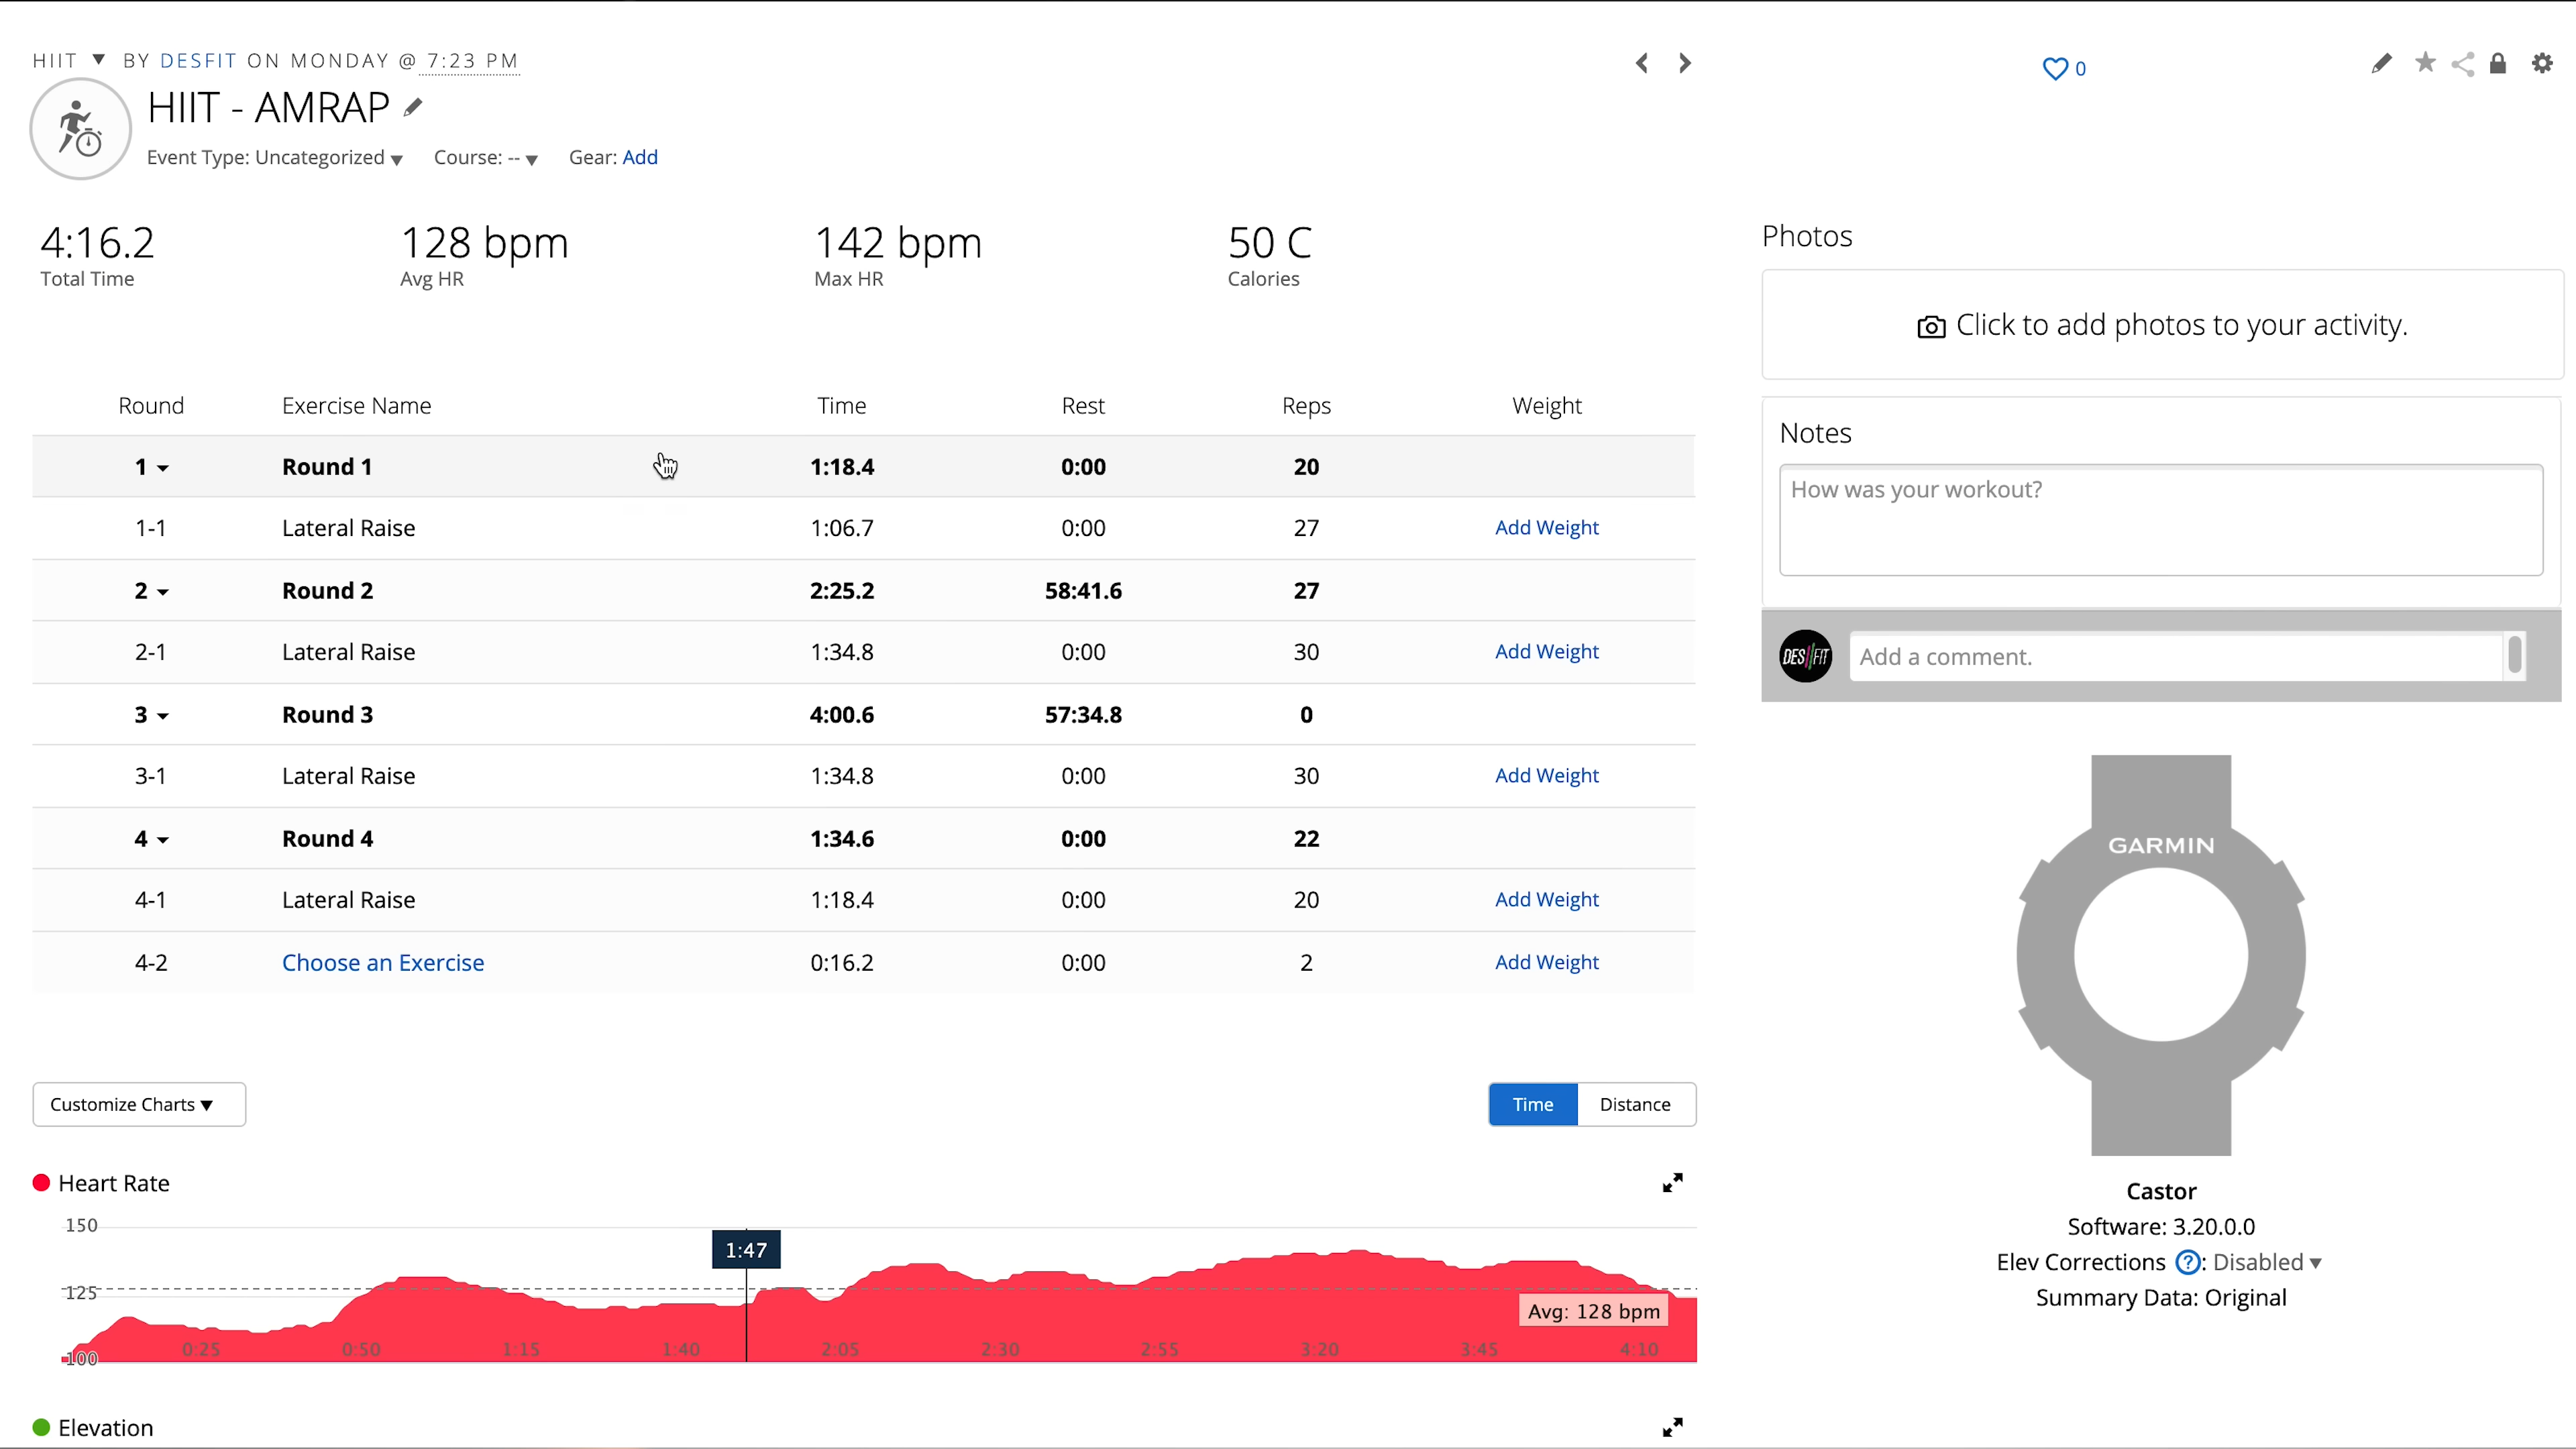 HIIT ▼ BY DESFIT ON MONDAY @ 7:23 PM
0
HIIT - AMRAP
Event Type: Uncategorized ▼ Course: -- ▼ Gear: Add
4:16.2 128 bpm 142 bpm 50 C
Total Time Avg HR Max HR Calories
Round Exercise Name Time Rest Reps Weight
1 Round 1 1:18.4 0:00 20
1-1 Lateral Raise 1:06.7 0:00 27 Add Weight
2 Round 2 2:25.2 58:41.6 27
2-1 Lateral Raise 1:34.8 0:00 30 Add Weight
3 Round 3 4:00.6 57:34.8 0
3-1 Lateral Raise 1:34.8 0:00 30 Add Weight
4 Round 4 1:34.6 0:00 22
4-1 Lateral Raise 1:18.4 0:00 20 Add Weight
4-2 Choose an Exercise 0:16.2 0:00 2 Add Weight
Customize Charts ▼
Time Distance
Heart Rate
150
1:47
125
Avg: 128 bpm
100 0:25 0:50 1:15 1:40 2:05 2:30 2:55 3:20 3:45 4:10
Elevation
Photos
Click to add photos to your activity.
Notes
How was your workout?
DES//FIT
Add a comment.
GARMIN
Castor
Software: 3.20.0.0
Elev Corrections ?: Disabled ▼
Summary Data: Original